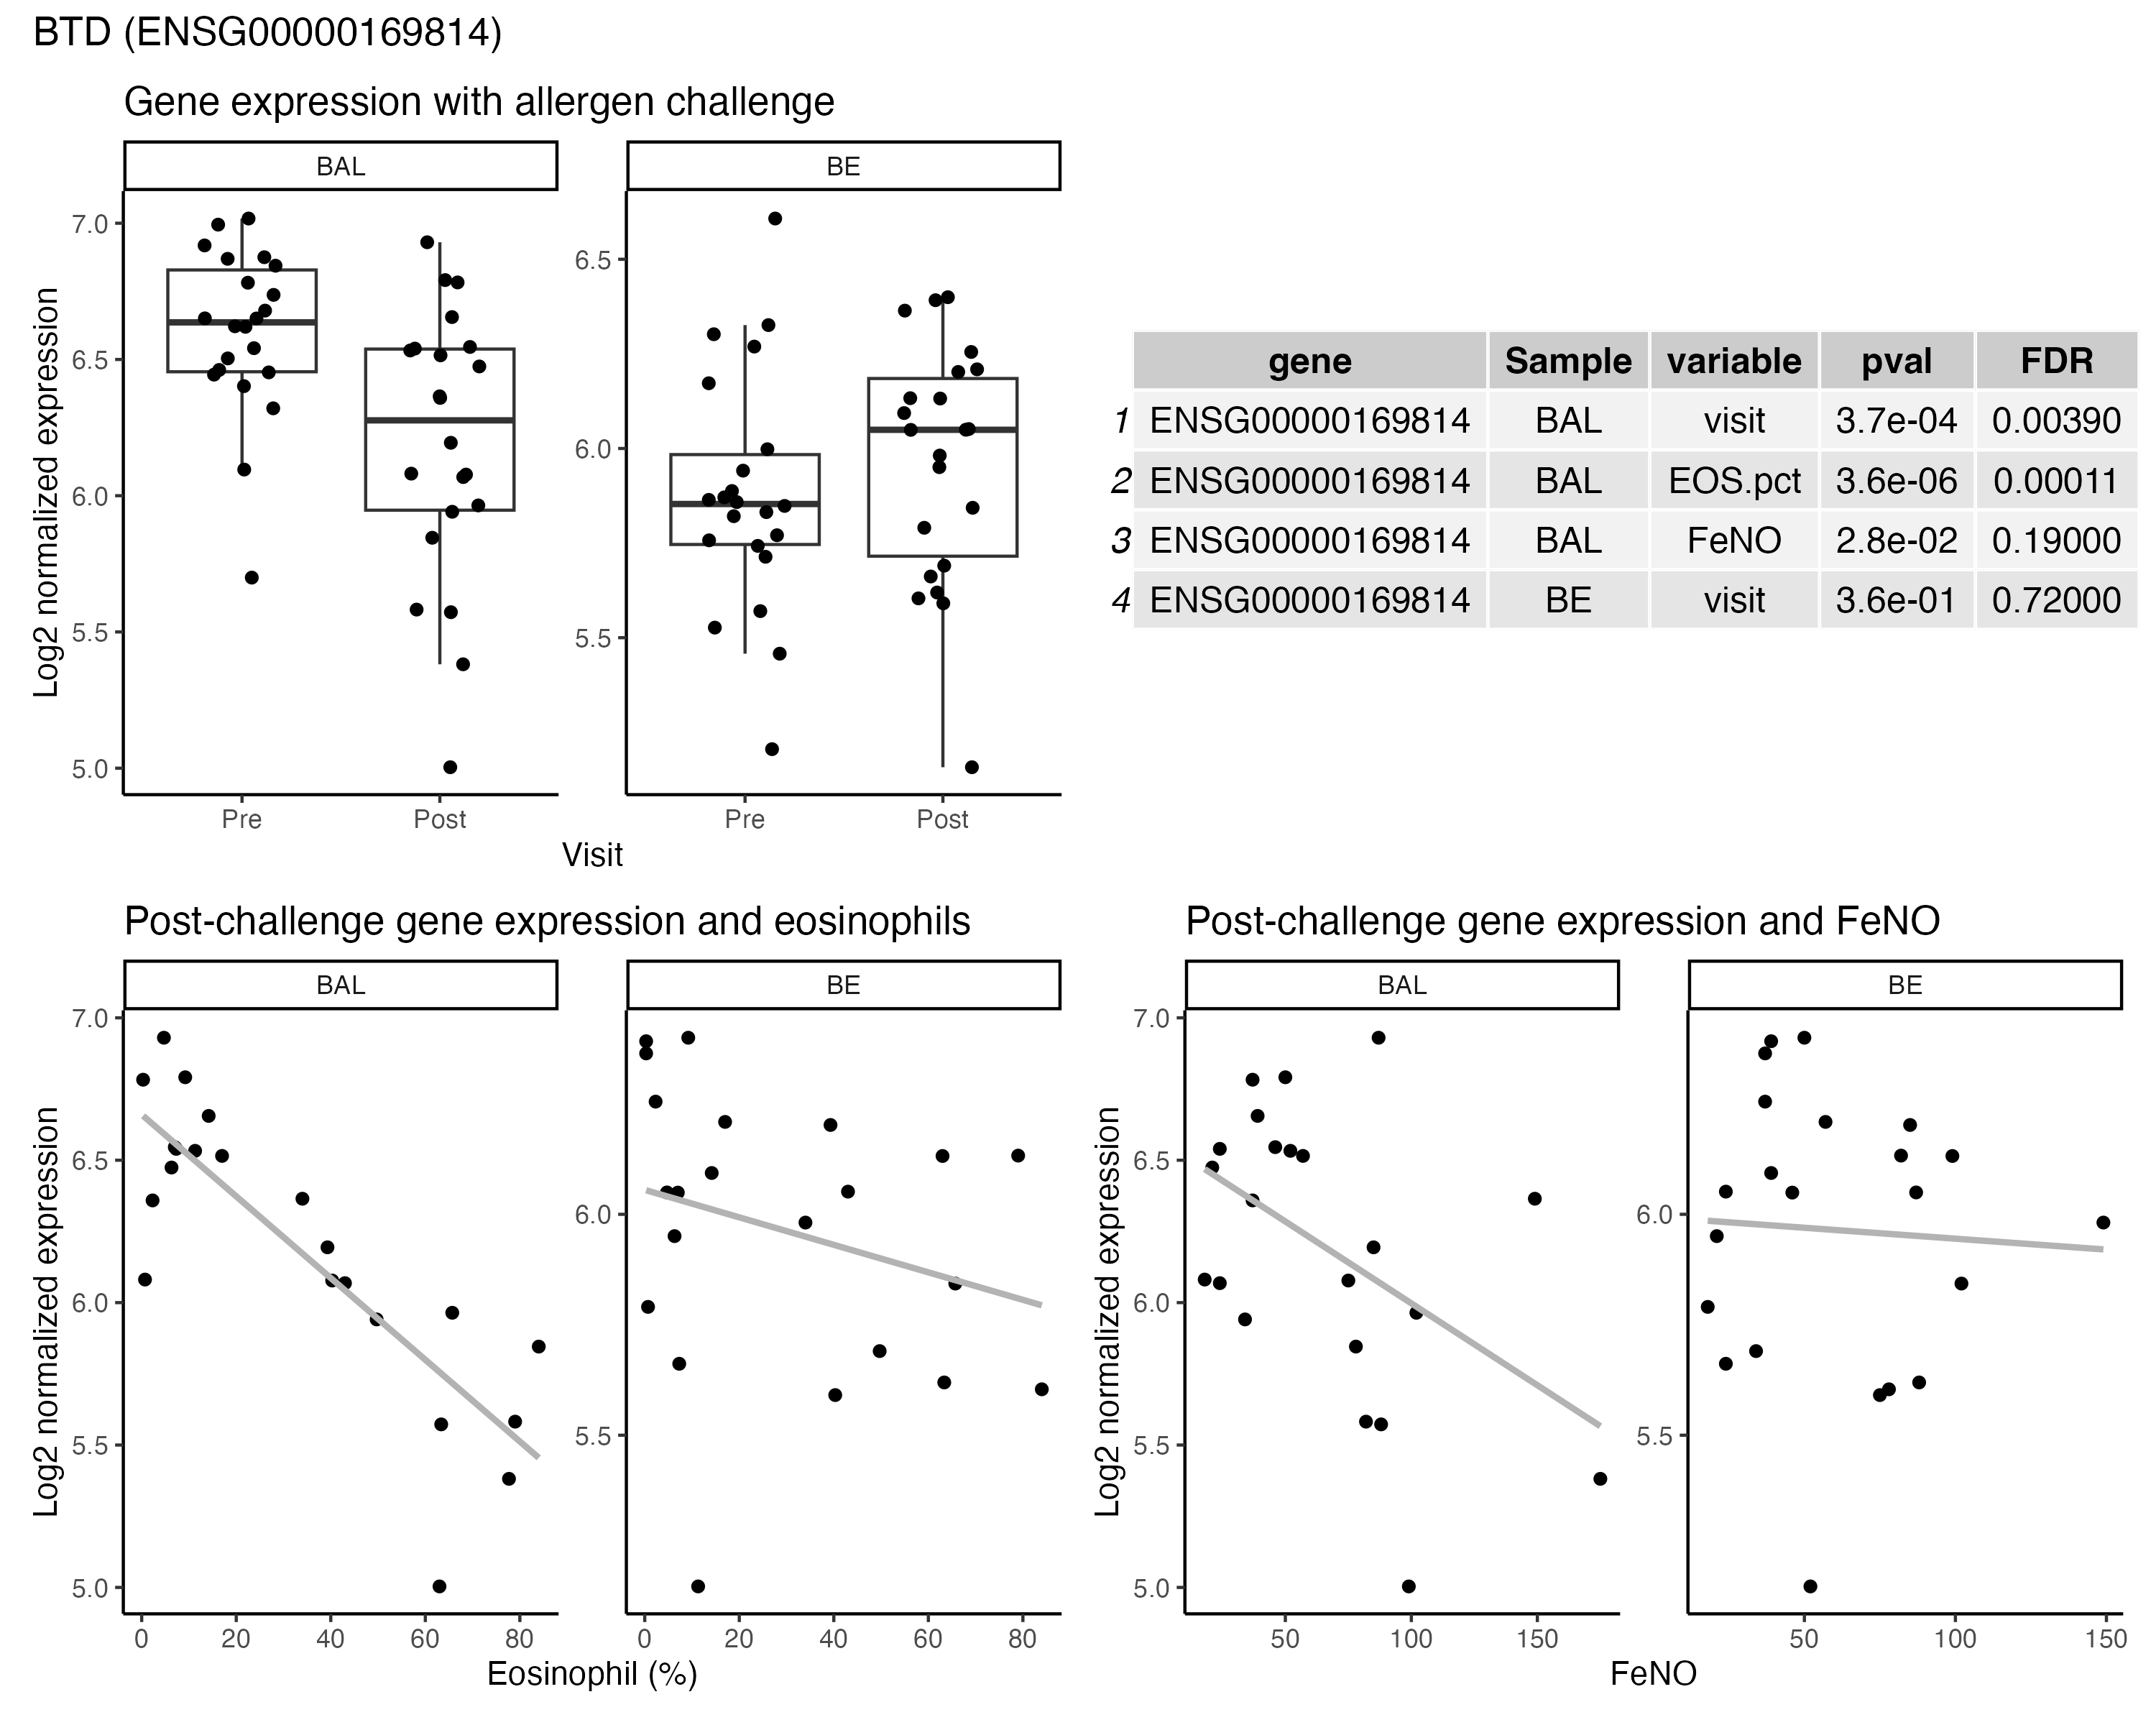 BTD (ENSG00000169814)
Gene expression with allergen challenge
BAL
BE
Log2 normalized expression
7.0
6.5
6.0
5.5
5.0
6.5
6.0
5.5
Pre
Post
Pre
Post
Visit
gene Sample variable pval FDR
1 ENSG00000169814 BAL visit 3.7e-04 0.00390
2 ENSG00000169814 BAL EOS.pct 3.6e-06 0.00011
3 ENSG00000169814 BAL FeNO 2.8e-02 0.19000
4 ENSG00000169814 BE visit 3.6e-01 0.72000
Post-challenge gene expression and eosinophils
BAL
BE
Log2 normalized expression
7.0
6.5
6.0
5.5
5.0
6.0
5.5
0 20 40 60 80
0 20 40 60 80
Eosinophil (%)
Post-challenge gene expression and FeNO
BAL
BE
Log2 normalized expression
7.0
6.5
6.0
5.5
5.0
6.0
5.5
50 100 150
50 100 150
FeNO